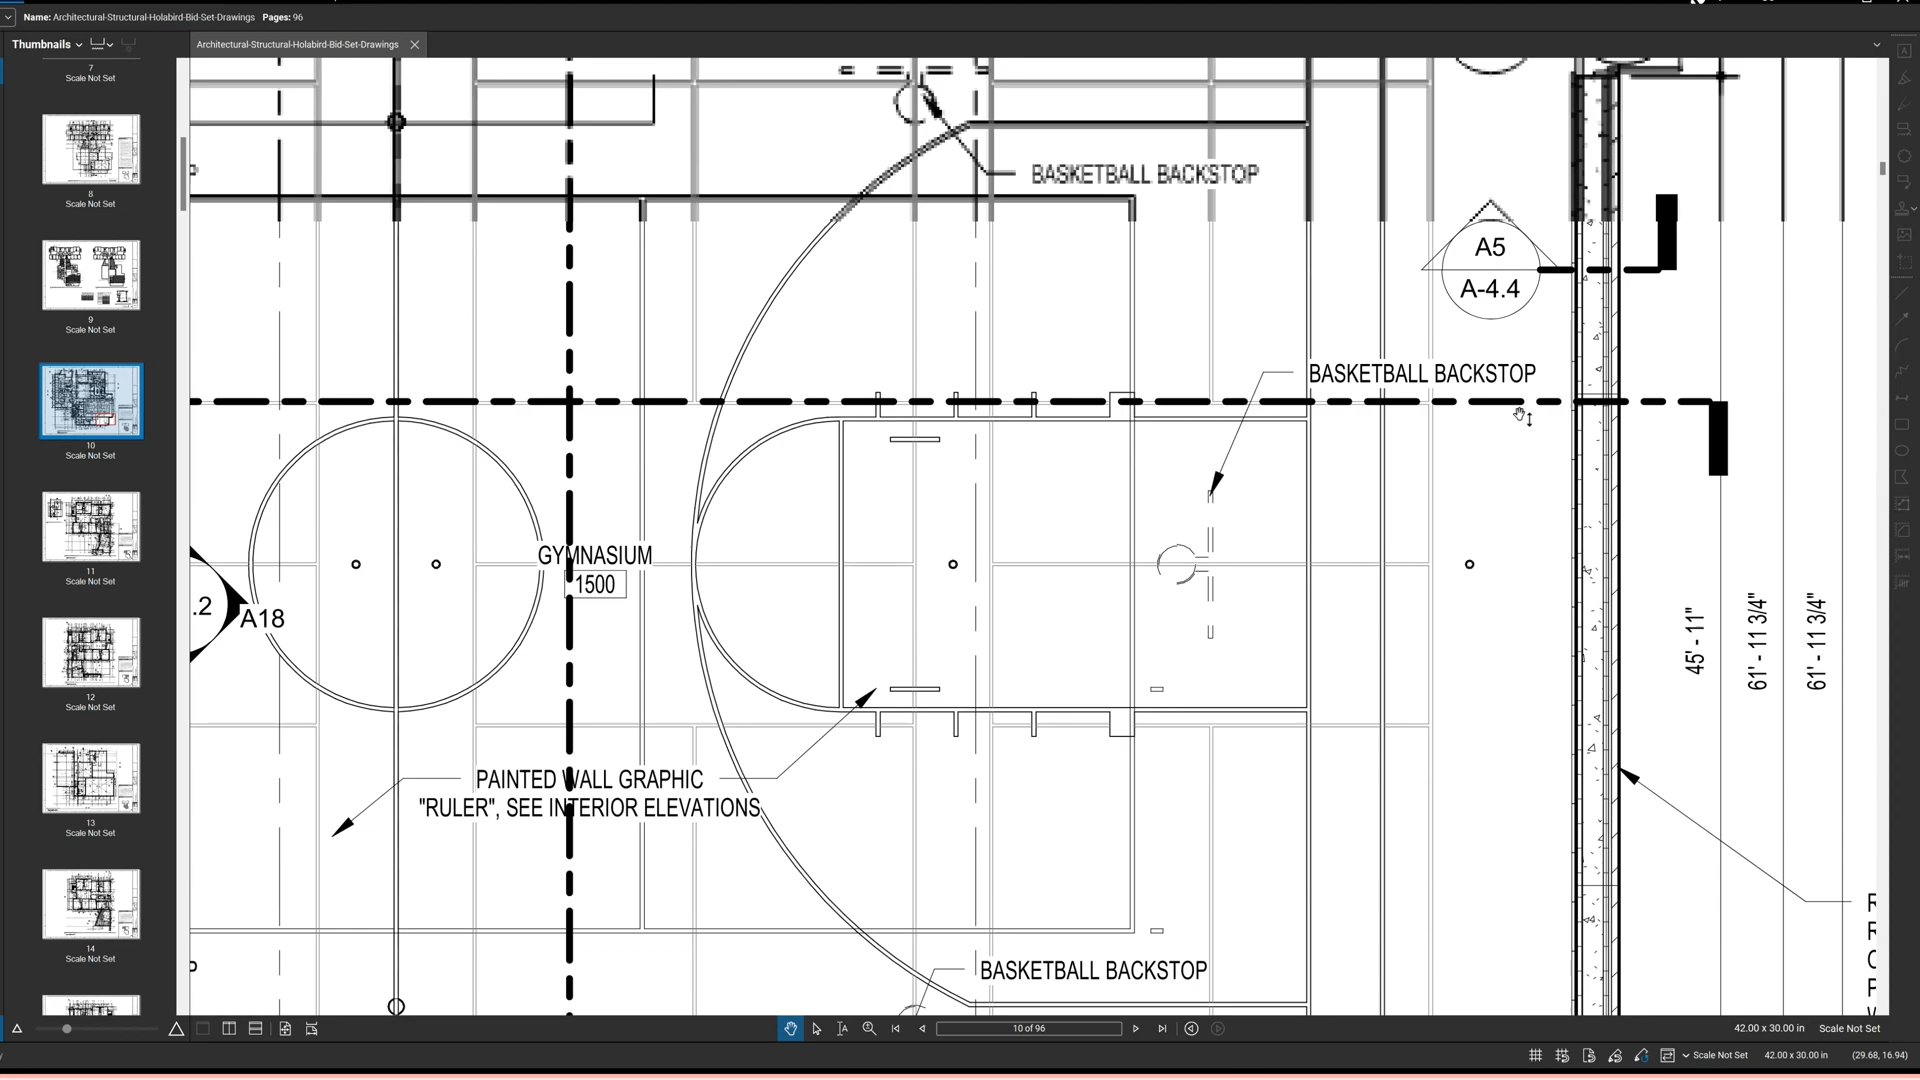 Name: Architectural-Structural-Holabird-Bid-Set-Drawings Pages: 96
Thumbnails
Architectural-Structural-Holabird-Bid-Set-Drawings
7
Scale Not Set
8
Scale Not Set
9
Scale Not Set
10
Scale Not Set
11
Scale Not Set
12
Scale Not Set
13
Scale Not Set
14
Scale Not Set
BASKETBALL BACKSTOP
A5
A-4.4
BASKETBALL BACKSTOP
GYMNASIUM
1500
.2
A18
45' - 11"
61' - 11 3/4"
61' - 11 3/4"
PAINTED WALL GRAPHIC
"RULER", SEE INTERIOR ELEVATIONS
BASKETBALL BACKSTOP
10 of 96
42.00 x 30.00 in
Scale Not Set
Scale Not Set
42.00 x 30.00 in
(29.68, 16.94)